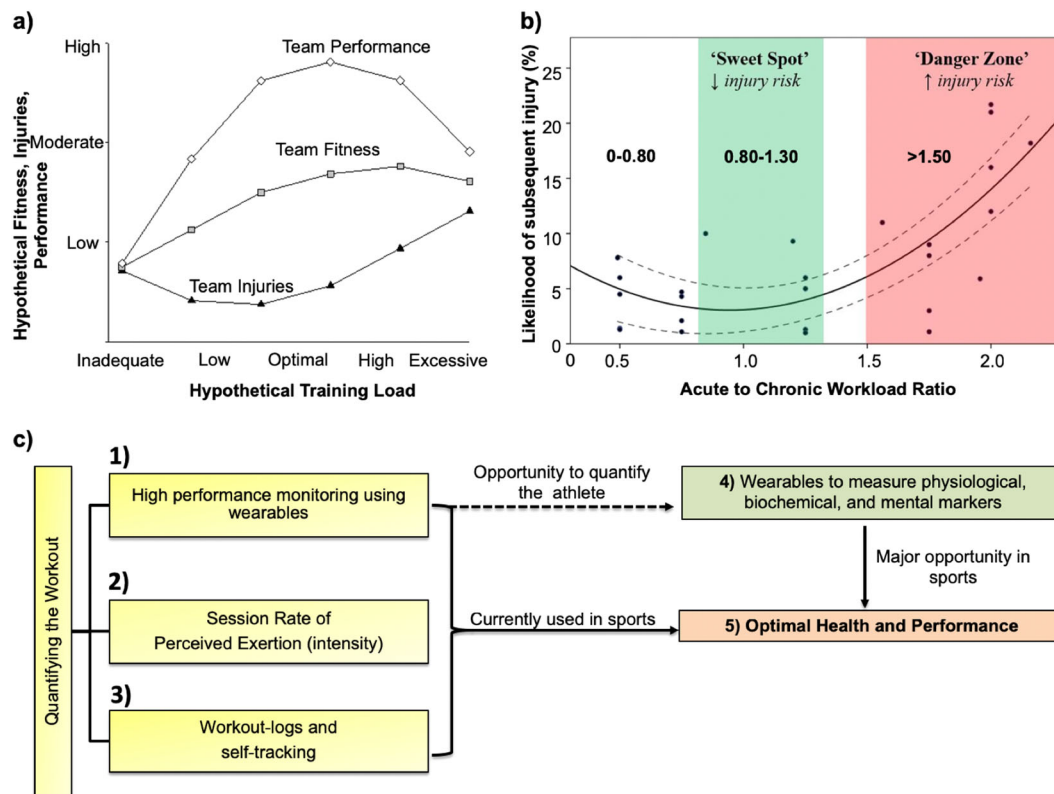 a)
High
Moderate
Low
Hypothetical Fitness, Injuries,
Performance
Team Performance
Team Fitness
Team Injuries
Inadequate Low Optimal High Excessive
Hypothetical Training Load
b)
Likelihood of subsequent injury (%)
25
20
15
10
5
0
'Sweet Spot'
↓ injury risk
'Danger Zone'
↑ injury risk
0-0.80
0.80-1.30
>1.50
0 0.5 1.0 1.5 2.0
Acute to Chronic Workload Ratio
c)
Quantifying the Workout
1)
High performance monitoring using
wearables
2)
Session Rate of
Perceived Exertion (intensity)
3)
Workout-logs and
self-tracking
Opportunity to quantify
the athlete
Currently used in sports
4) Wearables to measure physiological,
biochemical, and mental markers
Major opportunity in
sports
5) Optimal Health and Performance